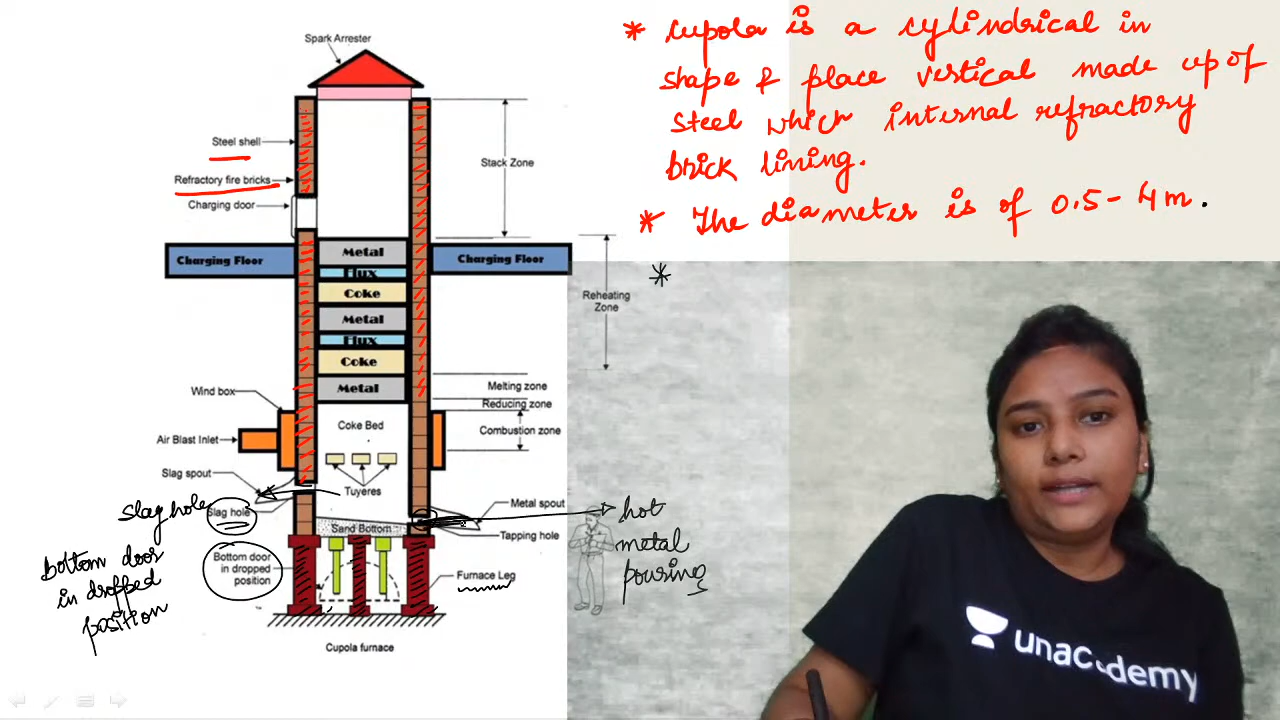 Spark Arrester
Steel shell
Refractory fire bricks
Charging door
Stack Zone
Charging Floor
Metal
Flux
Coke
Metal
Flux
Coke
Metal
Charging Floor
Reheating
Zone
Melting zone
Reducing zone
Combustion zone
Wind box
Air Blast Inlet
Coke Bed
Slag spout
Tuyeres
Slag hole
Metal spout
Sand Bottom
Tapping hole
Bottom door
in dropped
position
Furnace Leg
Cupola furnace
slag hole
bottom door
in dropped
position
hot
metal
pouring
* Cupola is a cylindrical in
shape & place vertical made up of
steel which internal refractory
brick lining.
* The diameter is of 0.5 - 4m.
*
unacademy